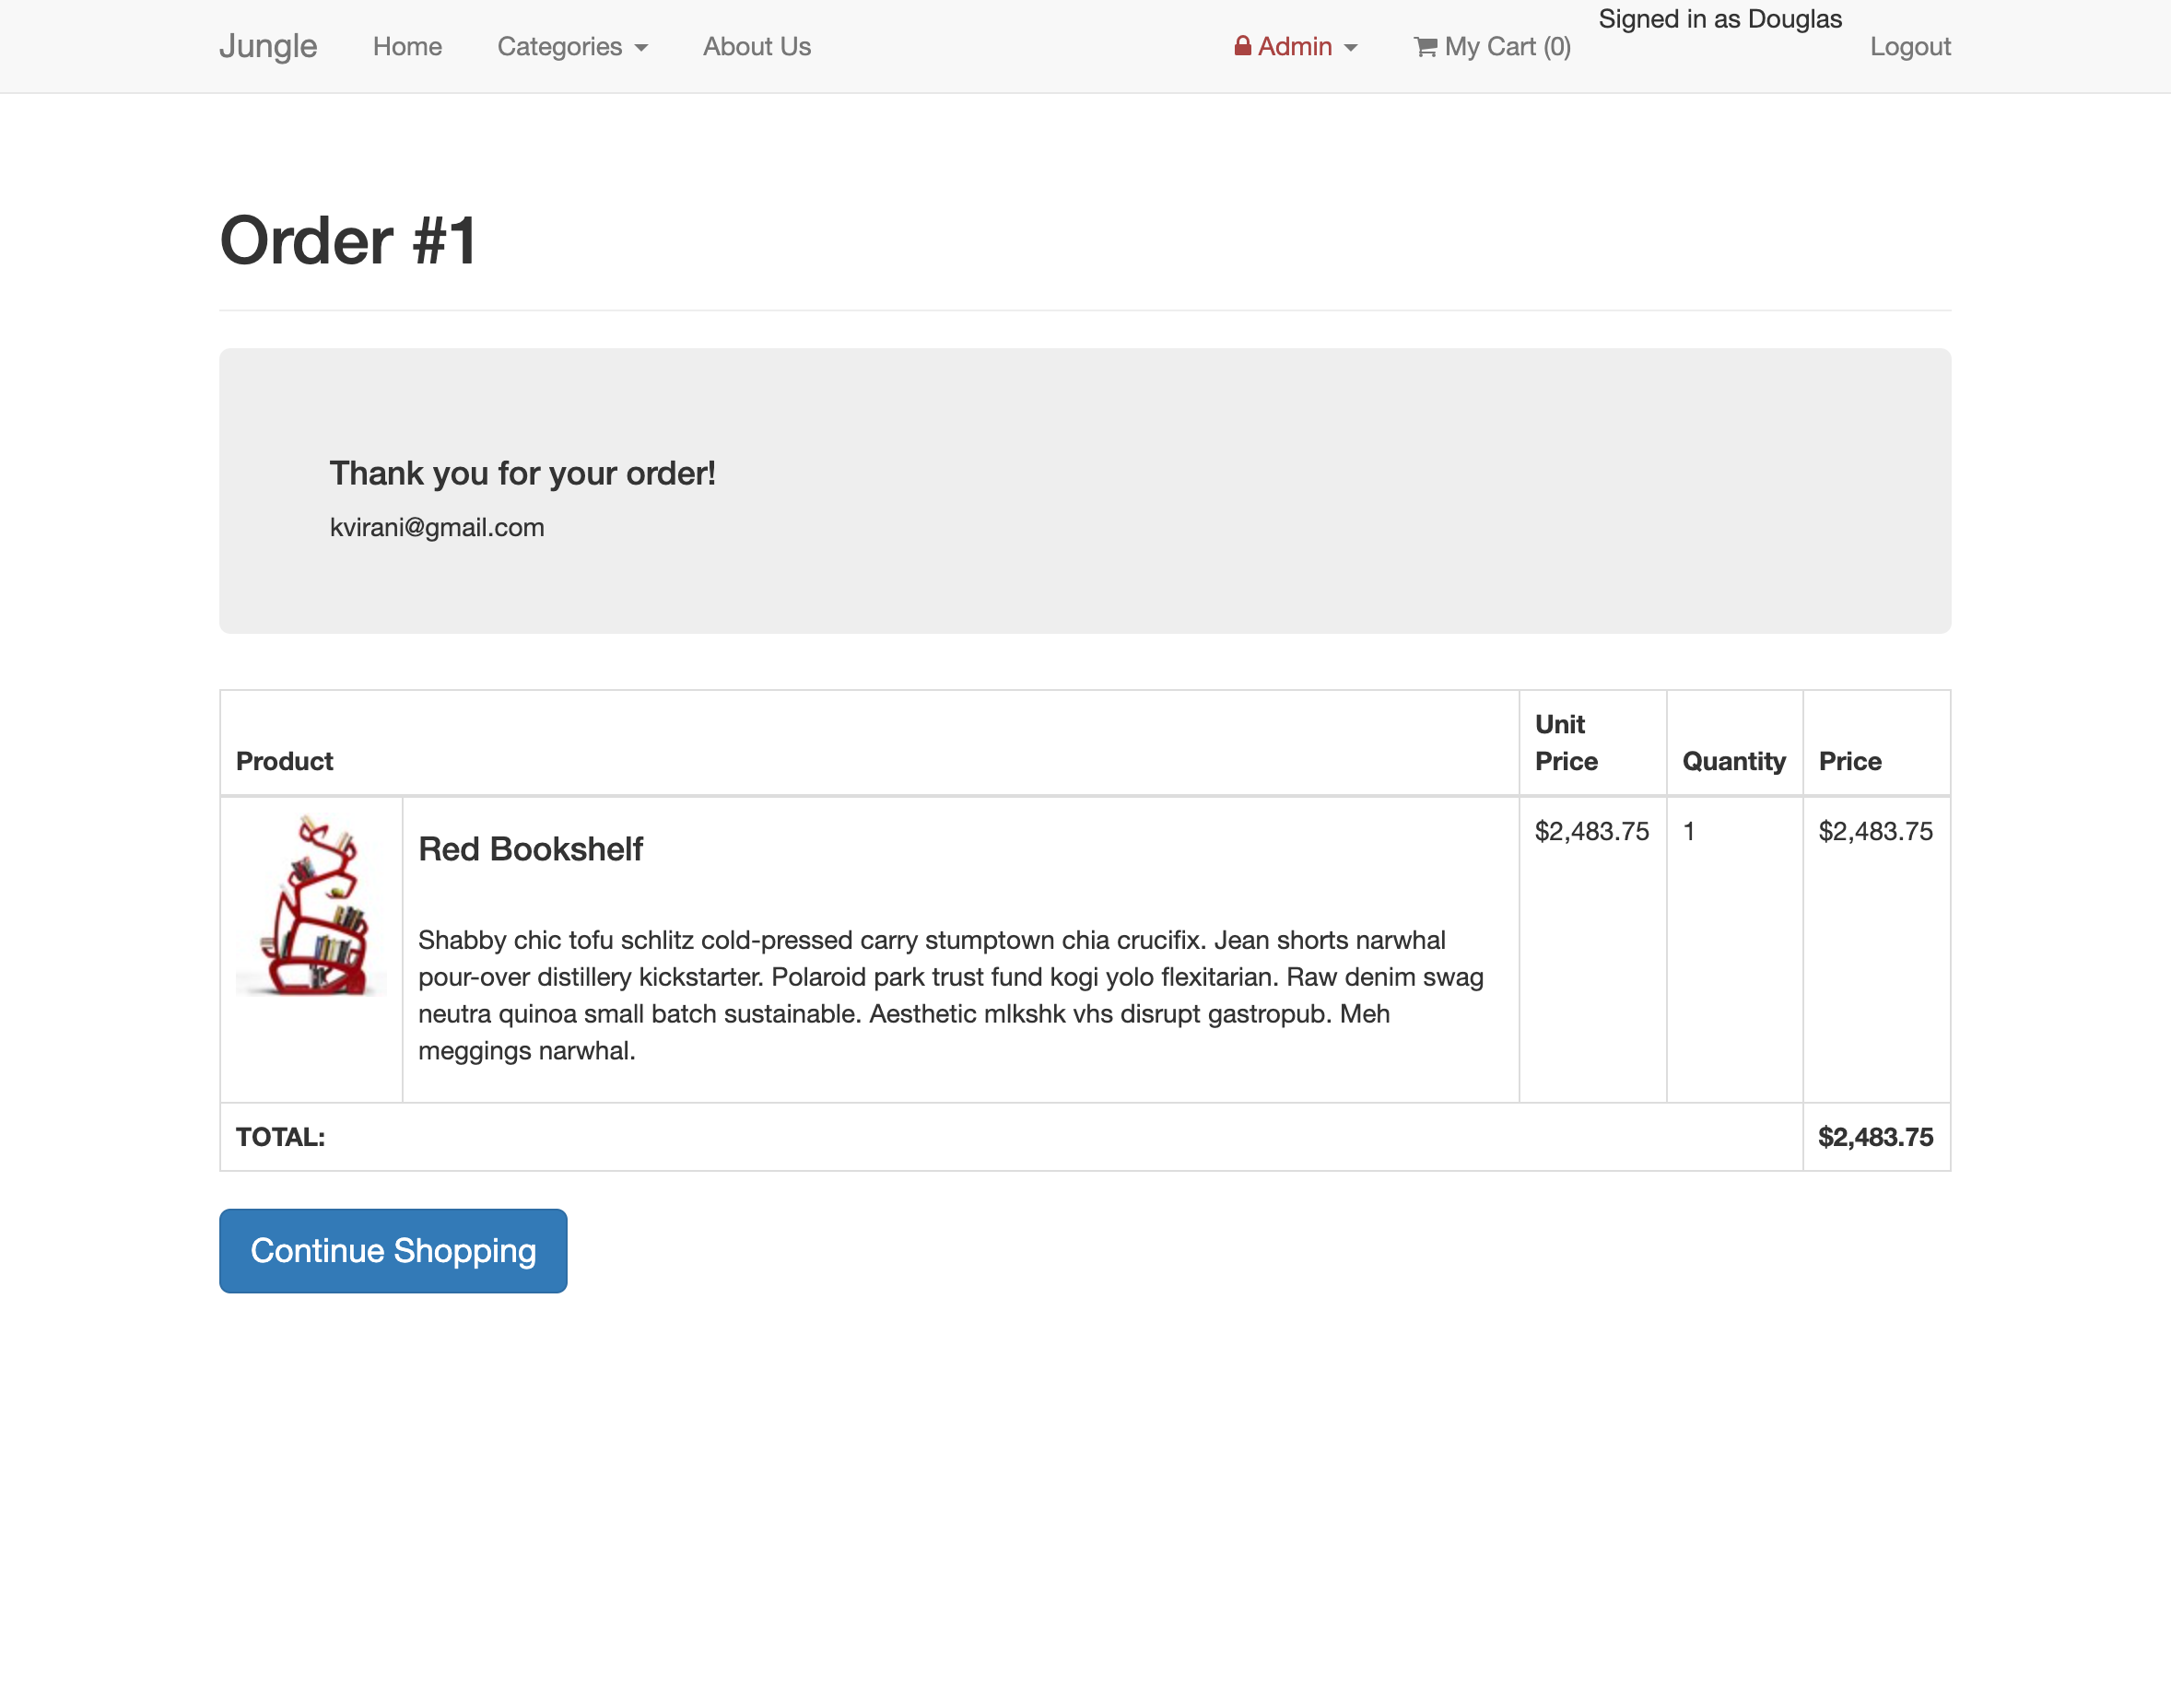 Jungle Home Categories About Us Admin My Cart (0) Signed in as Douglas Logout
Order #1
Thank you for your order!
kvirani@gmail.com
Product Unit Price Quantity Price
Red Bookshelf $2,483.75 1 $2,483.75
Shabby chic tofu schlitz cold-pressed carry stumptown chia crucifix. Jean shorts narwhal
pour-over distillery kickstarter. Polaroid park trust fund kogi yolo flexitarian. Raw denim swag
neutra quinoa small batch sustainable. Aesthetic mlkshk vhs disrupt gastropub. Meh
meggings narwhal.
TOTAL: $2,483.75
Continue Shopping